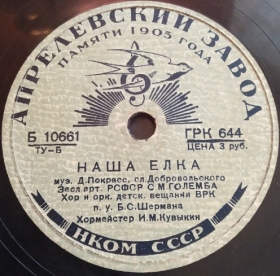 АПРЕЛЕВСКИЙ ЗАВОД
ПАМЯТИ 1905 ГОДА
Б 10661
ТУ-Б
ГРК 644
ЦЕНА 3 руб.
НАША ЕЛКА
муз. Д.Покрасс, сл.Добровольского
Засл.арт. РСФСР С.М.ГОЛЕМБА
Хор и орк. детск. вещания ВРК
п. у. Б.С.Шермана
Хормейстер И.М.Кувыкин
НКОМ СССР